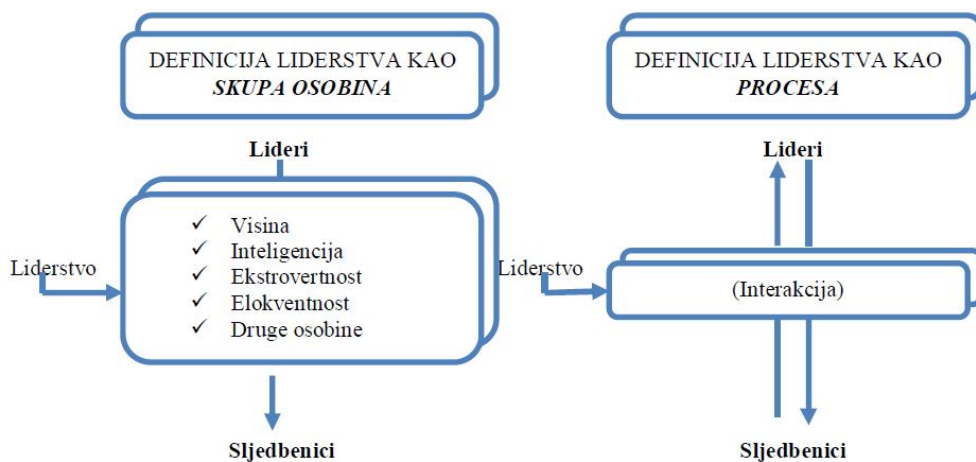 DEFINICIJA LIDERSTVA KAO
SKUPA OSOBINA
Lideri
✓ Visina
✓ Inteligencija
✓ Ekstrovertnost
✓ Elokventnost
✓ Druge osobine
Liderstvo
Sljedbenici
DEFINICIJA LIDERSTVA KAO
PROCESA
Lideri
Liderstvo
(Interakcija)
Sljedbenici